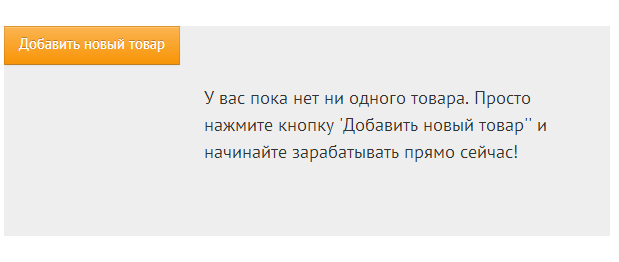 Добавить новый товар
У вас пока нет ни одного товара. Просто
нажмите кнопку 'Добавить новый товар'' и
начинайте зарабатывать прямо сейчас!